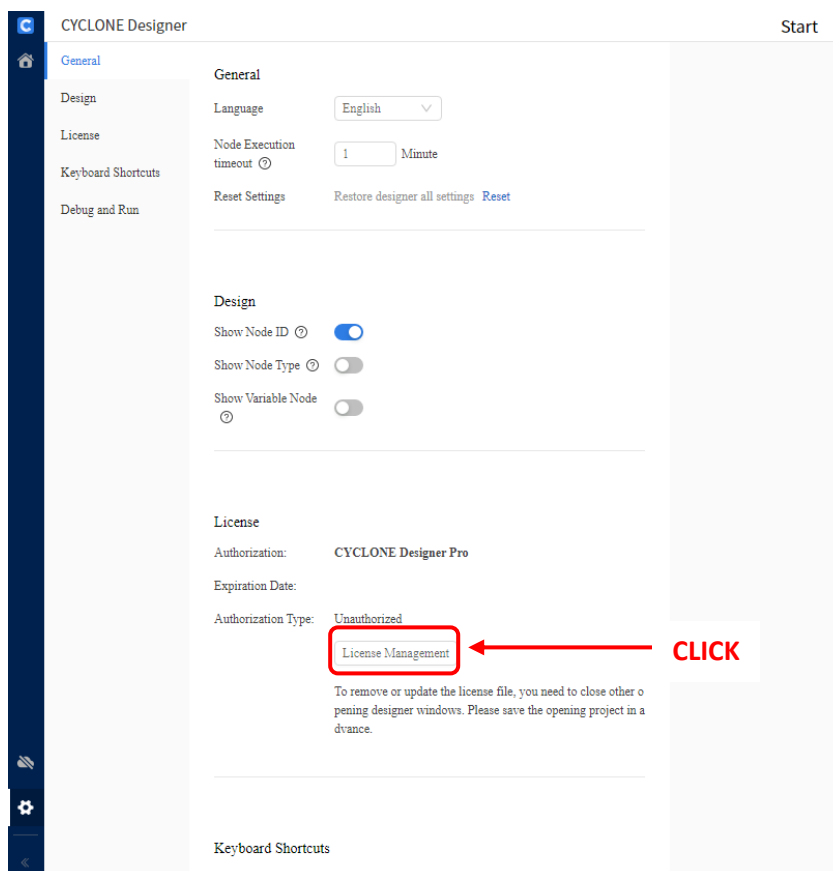 C CYCLONE Designer
Start
General
Design
License
Keyboard Shortcuts
Debug and Run
General
Language English
Node Execution
timeout ? 1 Minute
Reset Settings Restore designer all settings Reset
Design
Show Node ID ?
Show Node Type ?
Show Variable Node
?
License
Authorization: CYCLONE Designer Pro
Expiration Date:
Authorization Type: Unauthorized
License Management
CLICK
To remove or update the license file, you need to close other o
pening designer windows. Please save the opening project in a
dvance.
Keyboard Shortcuts